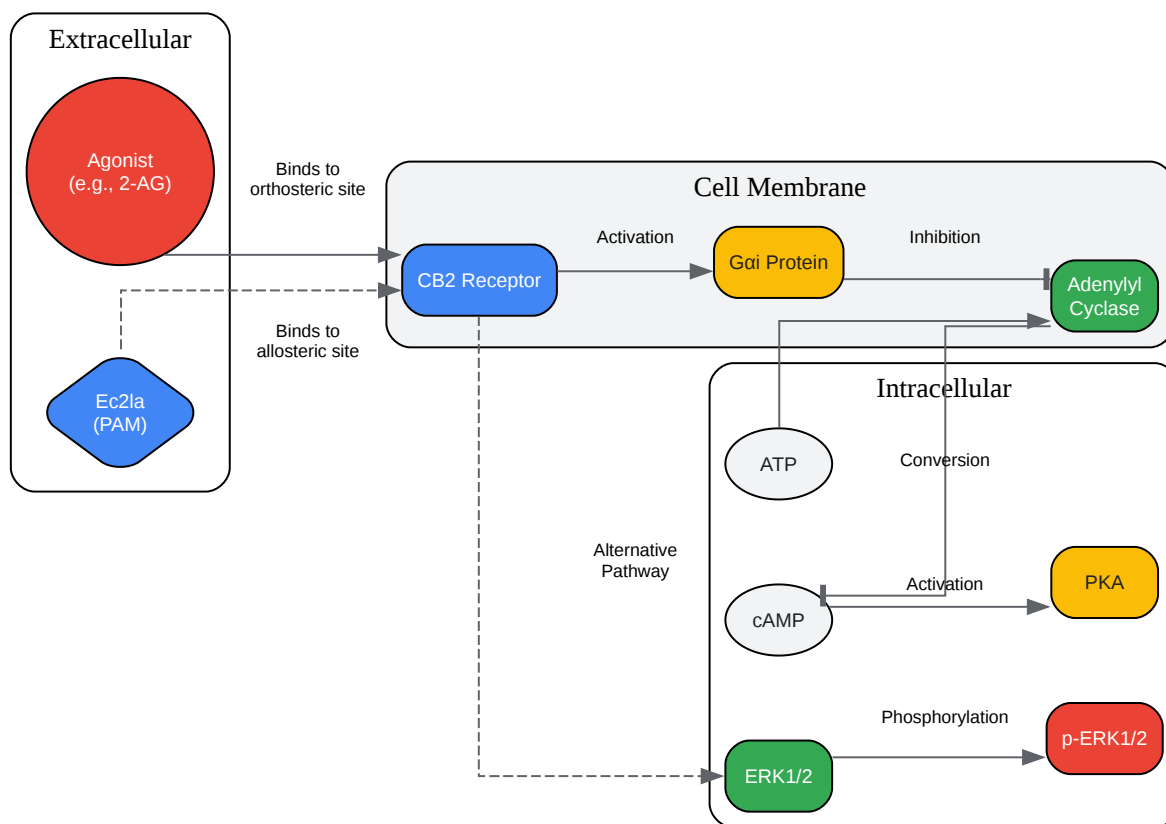 Extracellular
Agonist
(e.g., 2-AG)
Binds to
orthosteric site
Cell Membrane
Activation
Inhibition
CB2 Receptor
Gαi Protein
Adenylyl
Cyclase
Binds to
allosteric site
Ec2la
(PAM)
Intracellular
ATP
Conversion
Alternative
Pathway
cAMP
Activation
PKA
Phosphorylation
ERK1/2
p-ERK1/2